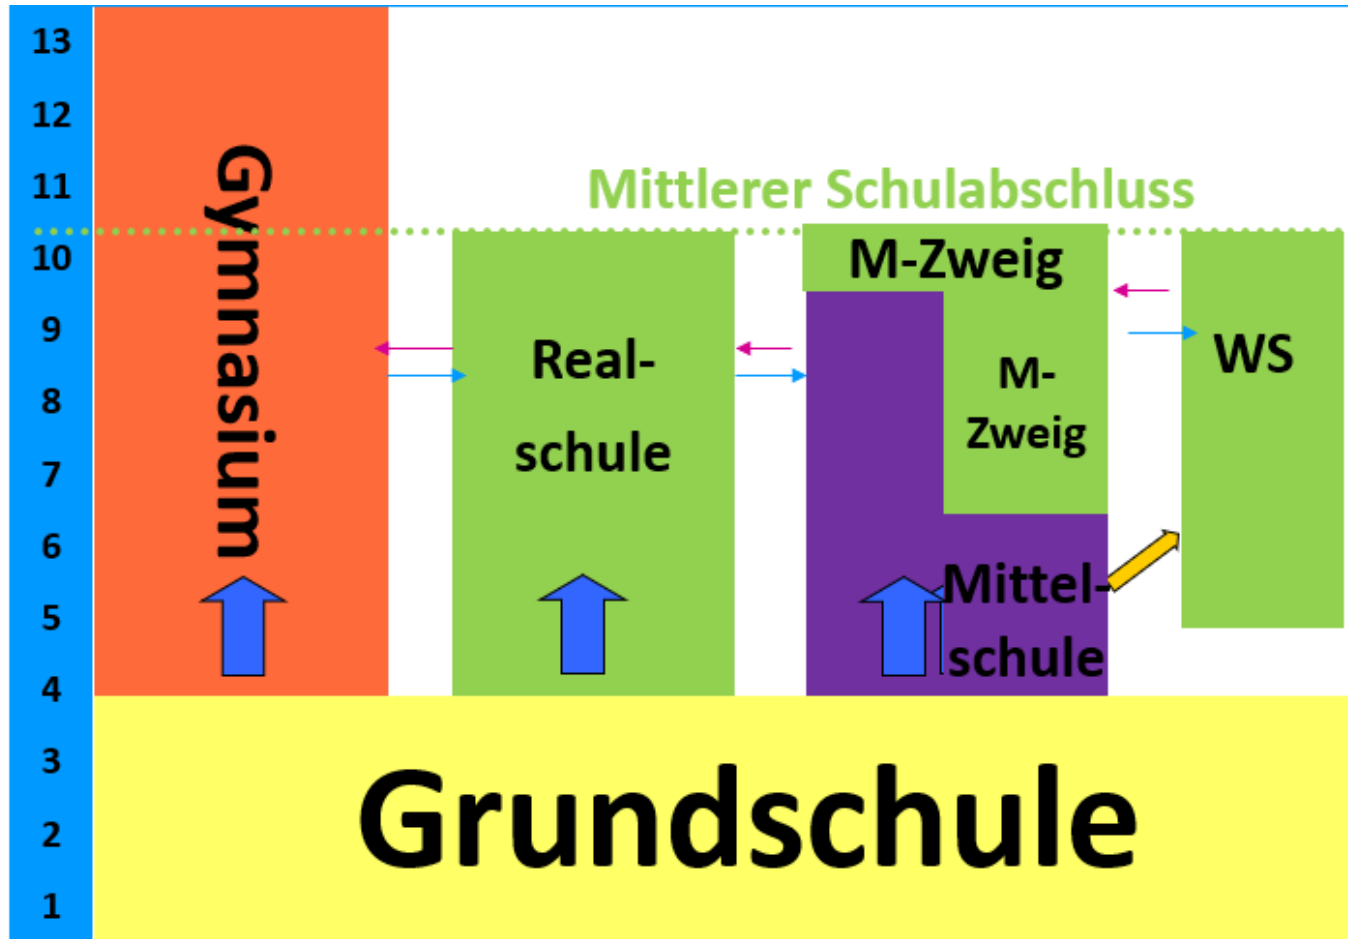 13
12
11
10
9
8
7
6
5
4
3
2
1
Gymnasium
Mittlerer Schulabschluss
Real-
schule
M-Zweig
M-
Zweig
Mittel-
schule
WS
Grundschule